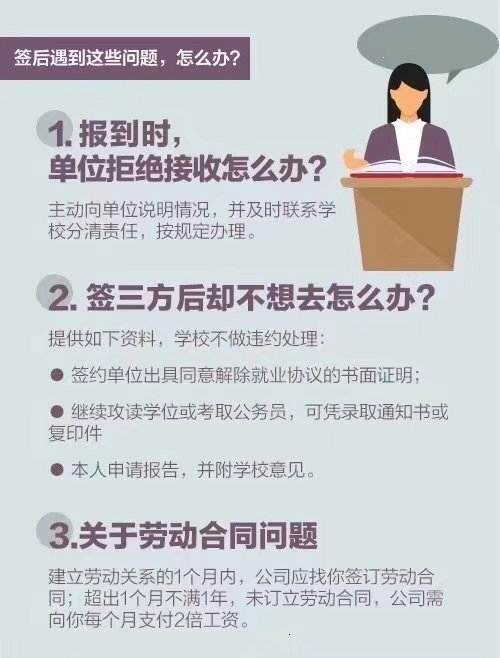 签后遇到这些问题，怎么办？
1. 报到时，
单位拒绝接收怎么办？
主动向单位说明情况，并及时联系学
校分清责任，按规定办理。
2. 签三方后却不想去怎么办？
提供如下资料，学校不做违约处理：
● 签约单位出具同意解除就业协议的书面证明；
● 继续攻读学位或考取公务员，可凭录取通知书或
复印件
● 本人申请报告，并附学校意见。
3.关于劳动合同问题
建立劳动关系的1个月内，公司应找你签订劳动合
同；超出1个月不满1年，未订立劳动合同，公司需
向你每个月支付2倍工资。